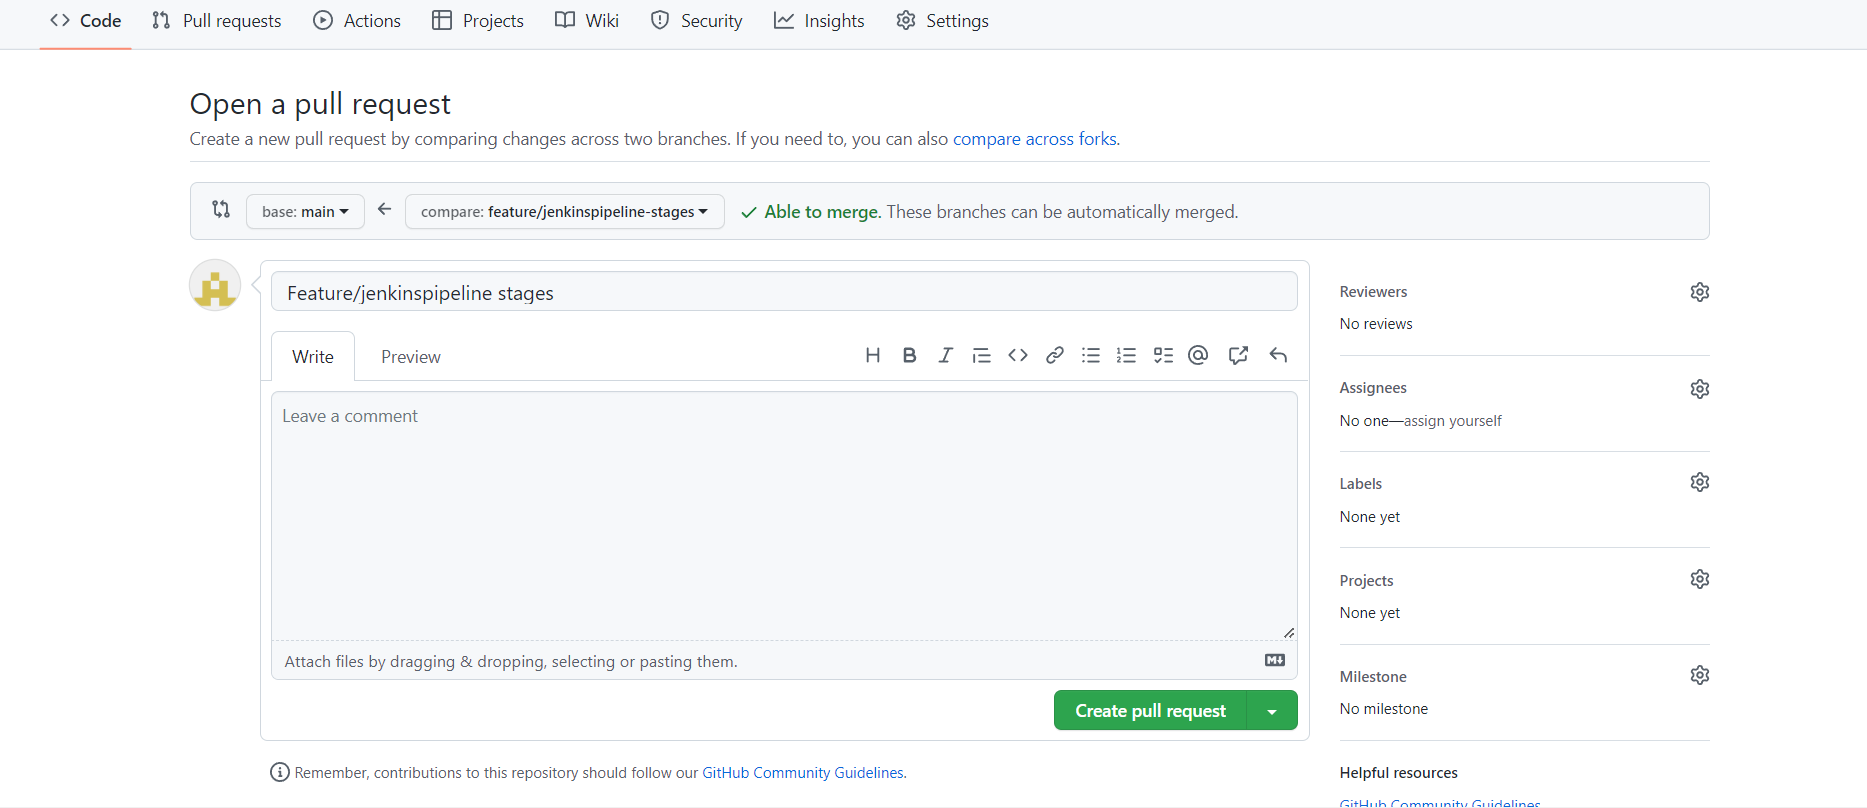 Code Pull requests Actions Projects Wiki Security Insights Settings
Open a pull request
Create a new pull request by comparing changes across two branches. If you need to, you can also compare across forks.
base: main compare: feature/jenkinspipeline-stages Able to merge. These branches can be automatically merged.
Feature/jenkinspipeline stages
Write Preview
Leave a comment
Attach files by dragging & dropping, selecting or pasting them.
Create pull request
Remember, contributions to this repository should follow our GitHub Community Guidelines.
Reviewers
No reviews
Assignees
No one—assign yourself
Labels
None yet
Projects
None yet
Milestone
No milestone
Helpful resources
GitHub Community Guidelines